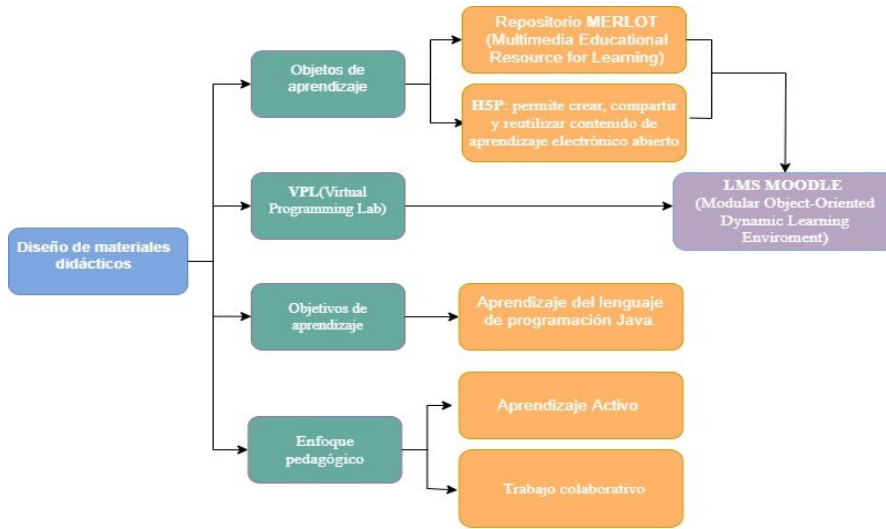 Repositorio MERLOT
(Multimedia Educational
Resource for Learning)
Objetos de
aprendizaje
H5P: permite crear, compartir
y reutilizar contenido de
aprendizaje electrónico abierto
VPL(Virtual
Programming Lab)
LMS MOODLE
(Modular Object-Oriented
Dynamic Learning
Enviroment)
Diseño de materiales
didácticos
Objetivos de
aprendizaje
Aprendizaje del lenguaje
de programación Java.
Aprendizaje Activo
Enfoque
pedagógico
Trabajo colaborativo